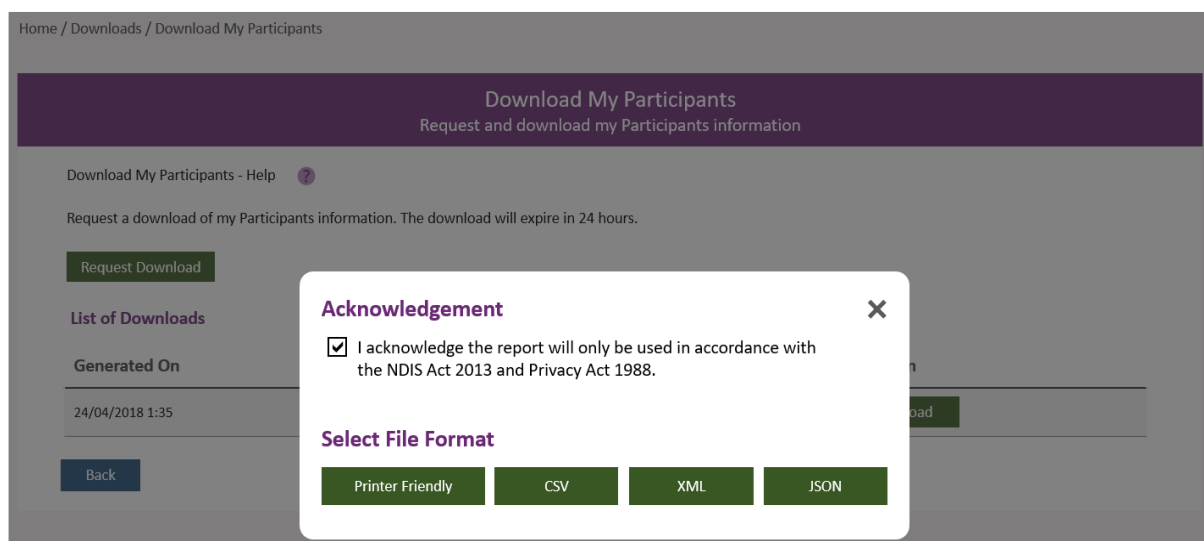 Home / Downloads / Download My Participants
Download My Participants
Request and download my Participants information
Download My Participants - Help ?
Request a download of my Participants information. The download will expire in 24 hours.
Request Download
List of Downloads
Generated On
24/04/2018 1:35
Back
Acknowledgement
I acknowledge the report will only be used in accordance with
the NDIS Act 2013 and Privacy Act 1988.
Select File Format
Printer Friendly CSV XML JSON